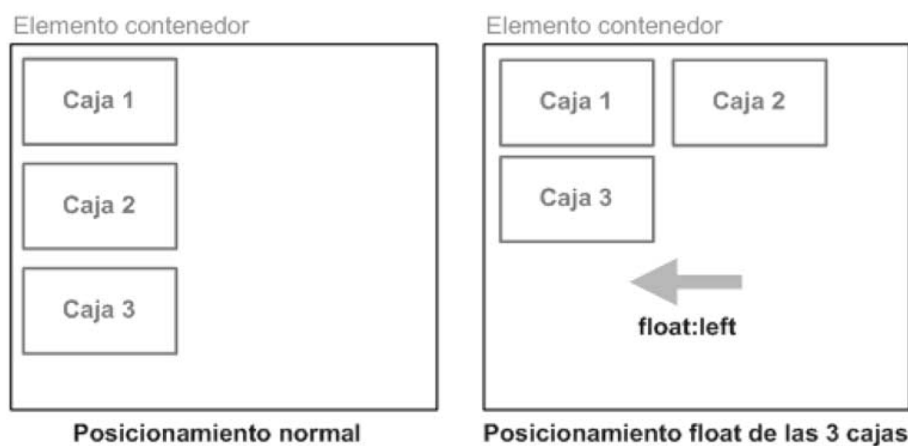 Elemento contenedor
Caja 1
Caja 2
Caja 3
Posicionamiento normal
Elemento contenedor
Caja 1 Caja 2
Caja 3
float:left
Posicionamiento float de las 3 cajas